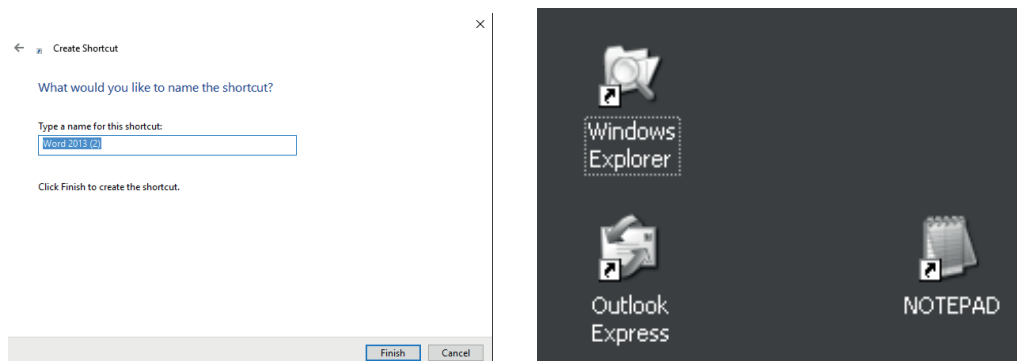 Create Shortcut
What would you like to name the shortcut?
Type a name for this shortcut:
Word 2013 (2)
Click Finish to create the shortcut.
Finish Cancel
Windows
Explorer
Outlook
Express
NOTEPAD